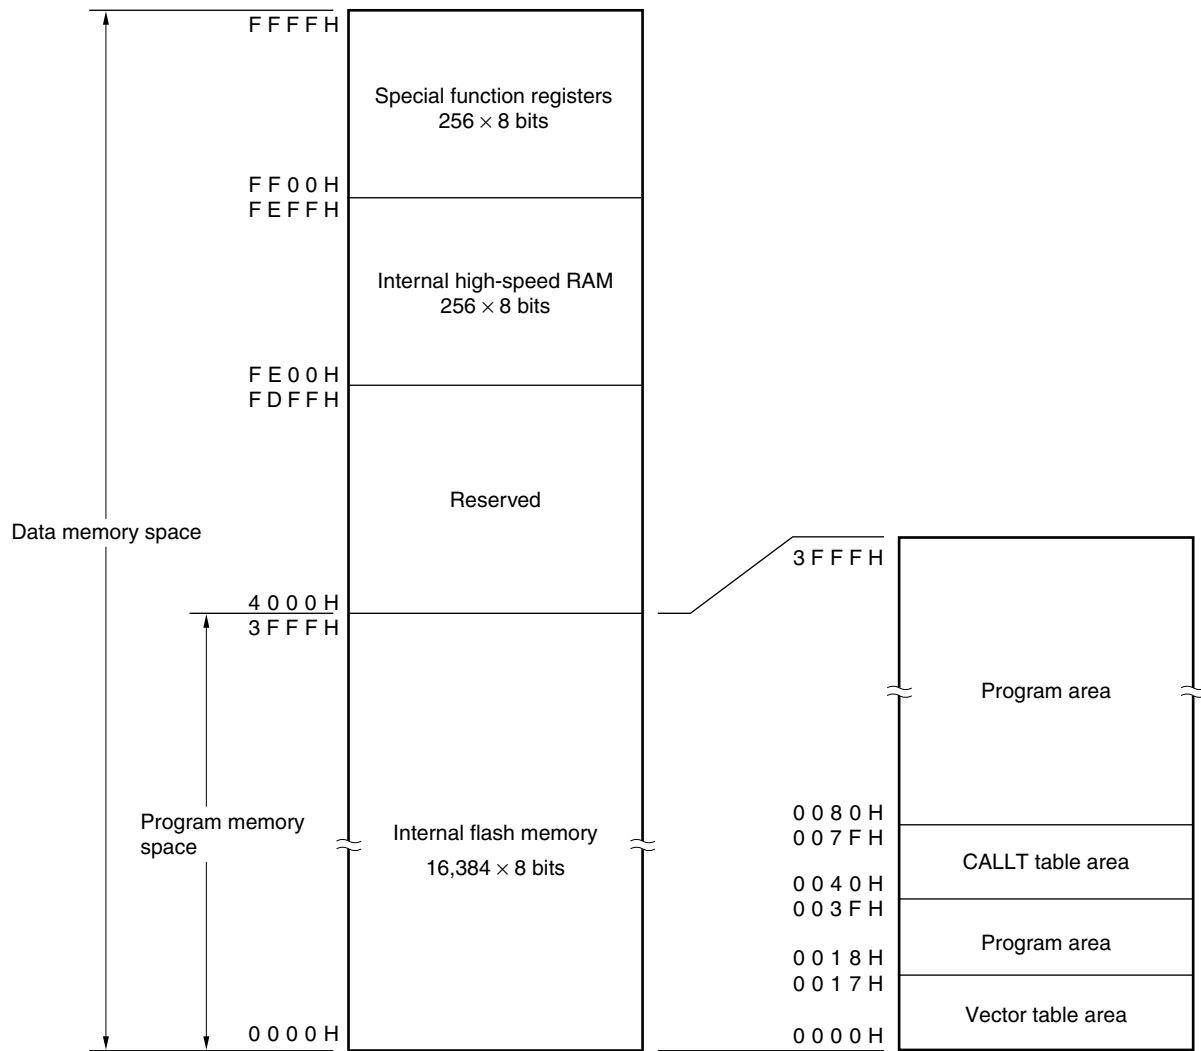 FFFFH
Special function registers
256 × 8 bits
FF00H
FEFFH
Internal high-speed RAM
256 × 8 bits
FE00H
FDFFH
Reserved
Data memory space
4000H
3FFFH
Program memory
space
Internal flash memory
16,384 × 8 bits
0000H
3FFFH
Program area
0080H
007FH
CALLT table area
0040H
003FH
Program area
0018H
0017H
Vector table area
0000H